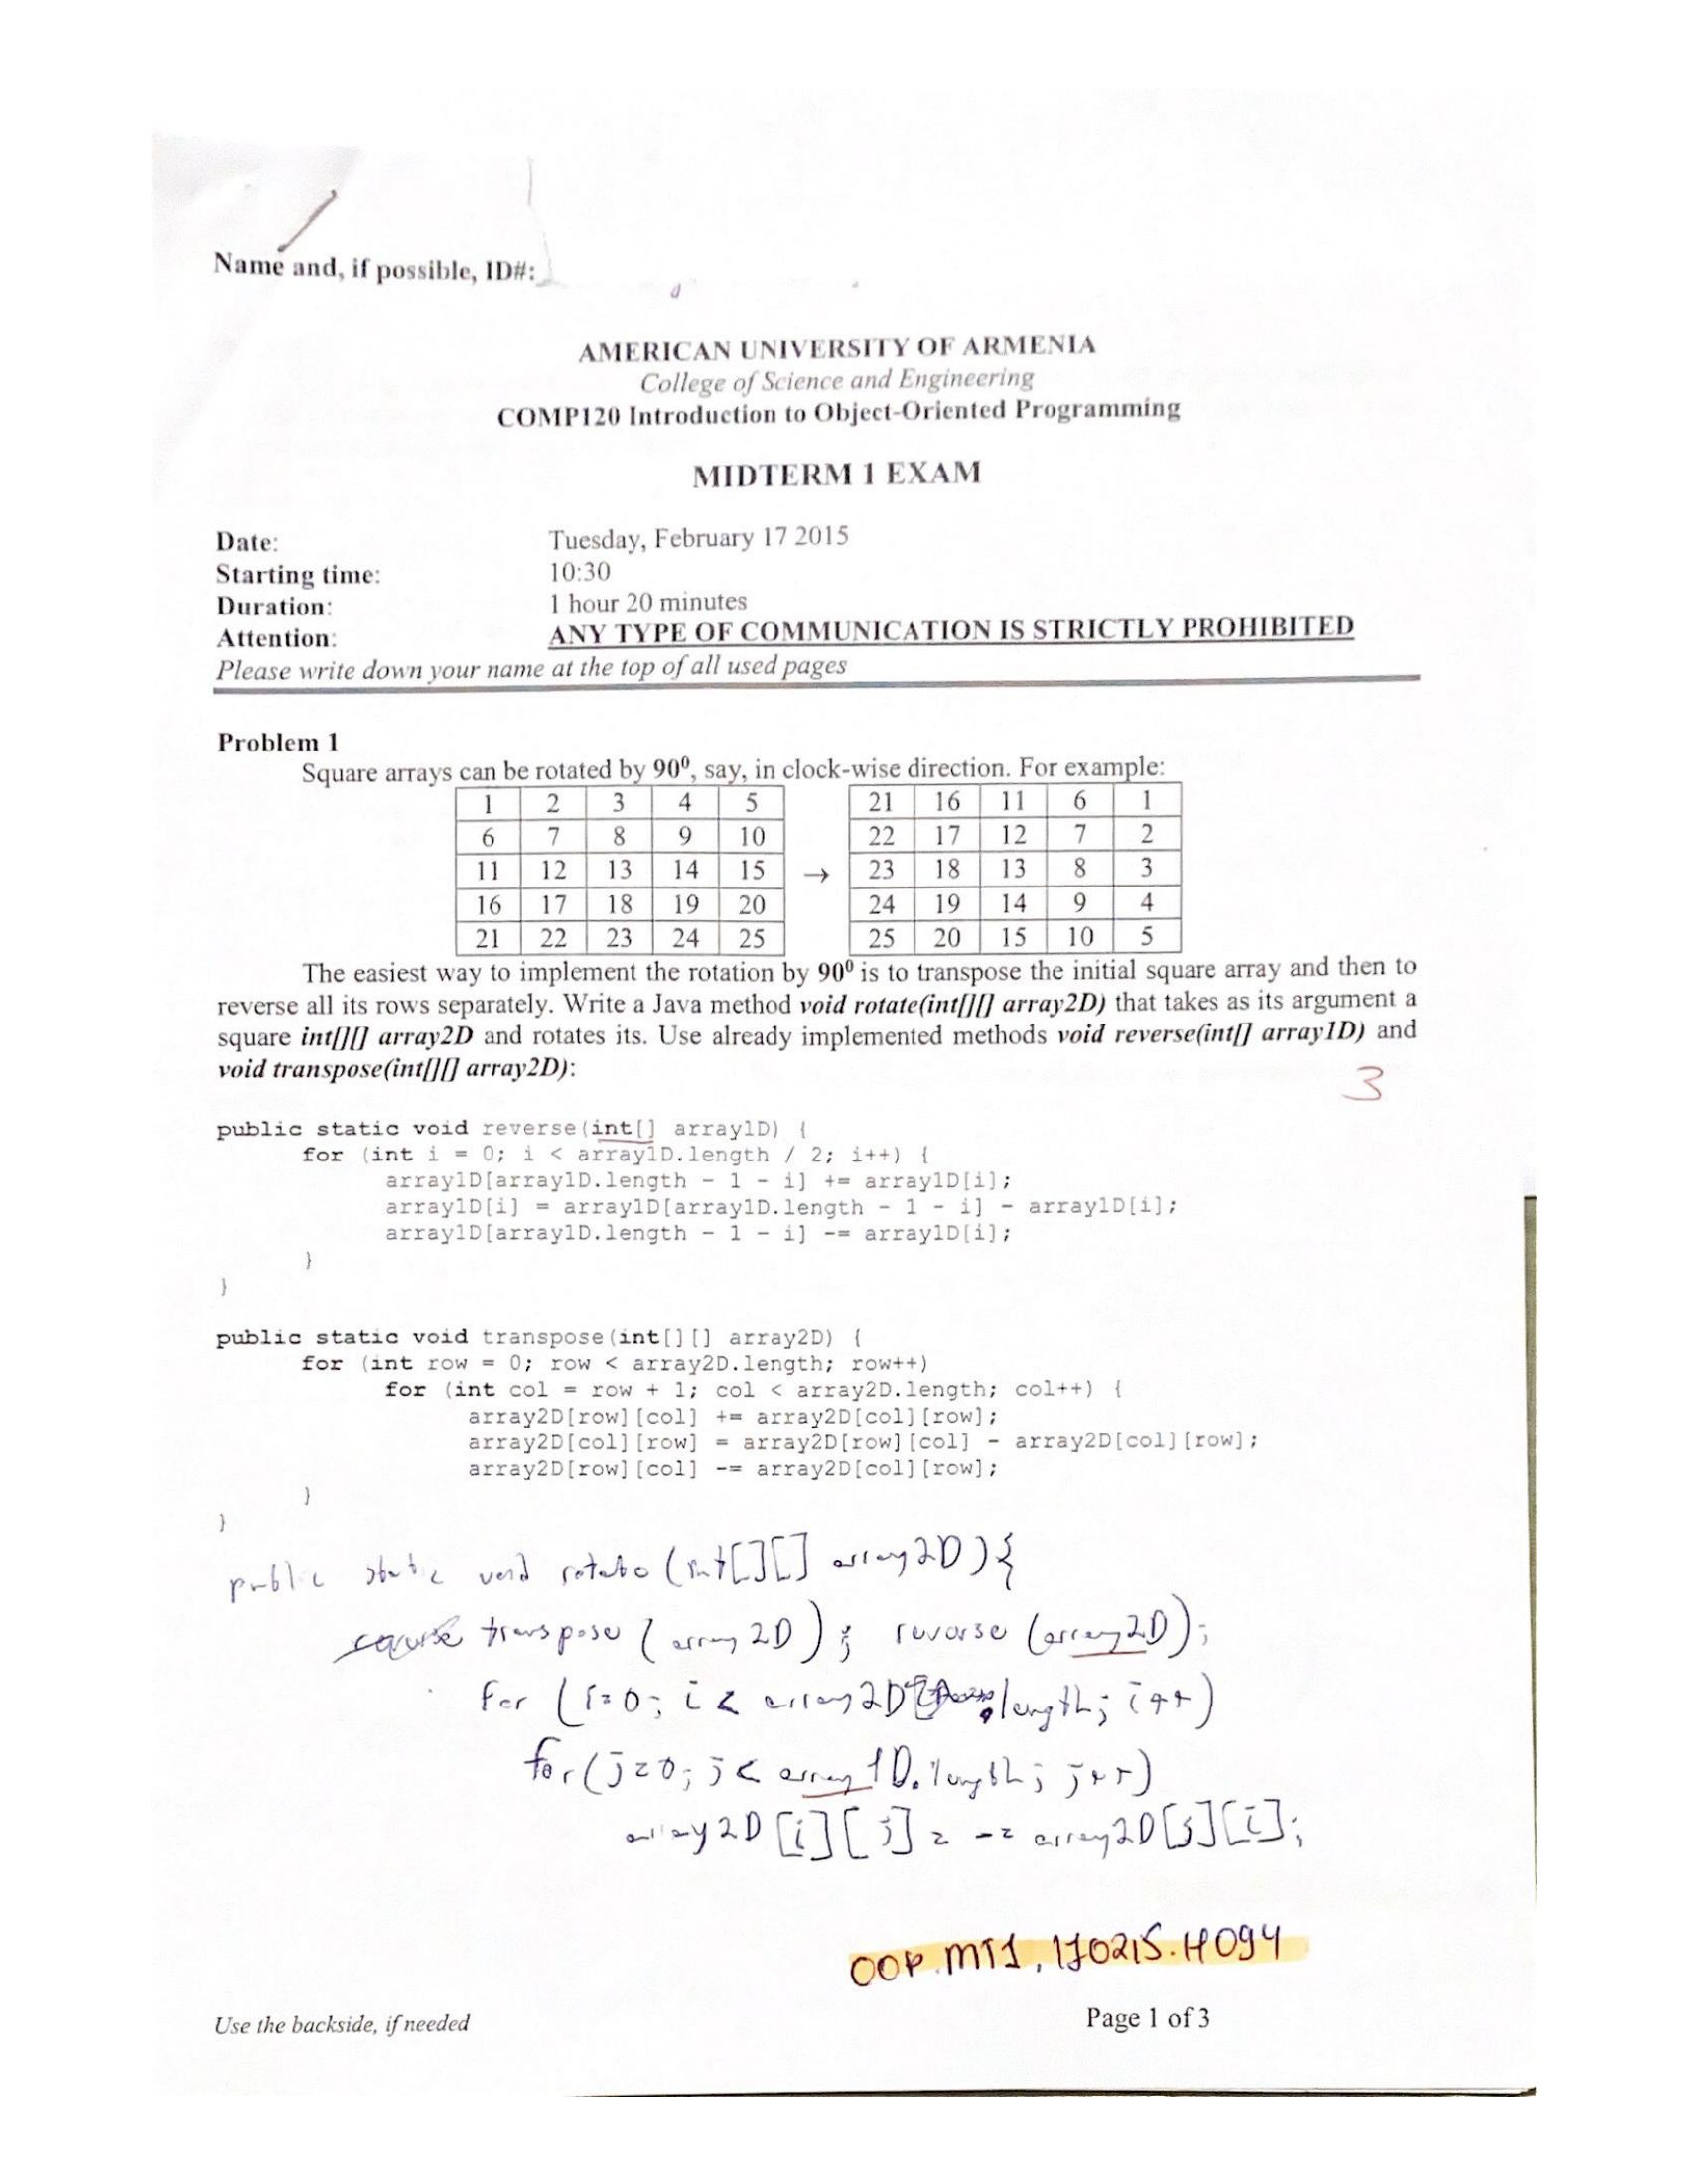 Name and, if possible, ID#:
AMERICAN UNIVERSITY OF ARMENIA
College of Science and Engineering
COMP120 Introduction to Object-Oriented Programming
MIDTERM 1 EXAM
Date: Tuesday, February 17 2015
Starting time: 10:30
Duration: 1 hour 20 minutes
Attention: ANY TYPE OF COMMUNICATION IS STRICTLY PROHIBITED
Please write down your name at the top of all used pages
Problem 1
Square arrays can be rotated by 90⁰, say, in clock-wise direction. For example:
1 2 3 4 5 21 16 11 6 1
6 7 8 9 10 22 17 12 7 2
11 12 13 14 15 → 23 18 13 8 3
16 17 18 19 20 24 19 14 9 4
21 22 23 24 25 25 20 15 10 5
The easiest way to implement the rotation by 90⁰ is to transpose the initial square array and then to
reverse all its rows separately. Write a Java method void rotate(int[][] array2D) that takes as its argument a
square int[][] array2D and rotates its. Use already implemented methods void reverse(int[] array1D) and
void transpose(int[][] array2D):
3
public static void reverse(int[] array1D) {
for (int i = 0; i < array1D.length / 2; i++) {
array1D[array1D.length - 1 - i] += array1D[i];
array1D[i] = array1D[array1D.length - 1 - i] - array1D[i];
array1D[array1D.length - 1 - i] -= array1D[i];
}
}
public static void transpose(int[][] array2D) {
for (int row = 0; row < array2D.length; row++)
for (int col = row + 1; col < array2D.length; col++) {
array2D[row][col] += array2D[col][row];
array2D[col][row] = array2D[row][col] - array2D[col][row];
array2D[row][col] -= array2D[col][row];
}
}
public static void rotate (int[][] array2D){
transpose (array 2D); reverse (array2D);
for (i=0; i < array2D.length; i++)
for(j=0; j< array1D.length; j++)
array2D[i][j] = -= array2D[j][i];
OOP.MT1.170215.H094
Use the backside, if needed
Page 1 of 3